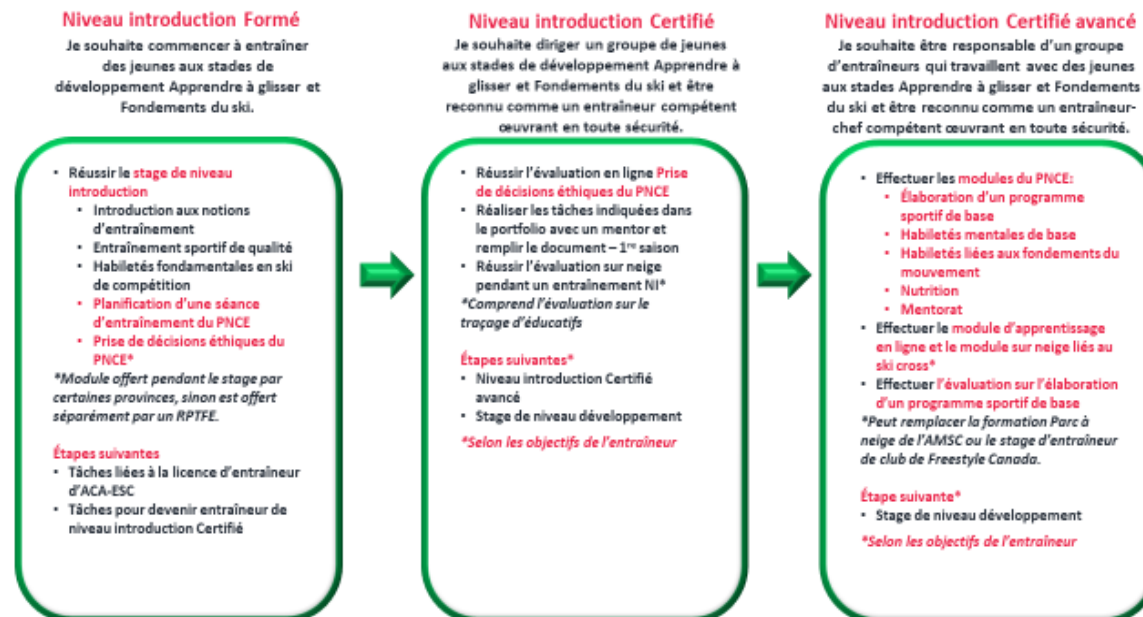 Niveau introduction Formé
Je souhaite commencer à entraîner
des jeunes aux stades de
développement Apprendre à glisser et
Fondements du ski.
• Réussir le stage de niveau
introduction
• Introduction aux notions
d'entraînement
• Entraînement sportif de qualité
• Habiletés fondamentales en ski
de compétition
• Planification d'une séance
d'entraînement du PNCE
• Prise de décisions éthiques du
PNCE*
*Module offert pendant le stage par
certaines provinces, sinon est offert
séparément par un RPTFE.
Étapes suivantes
• Tâches liées à la licence d'entraîneur
d'ACA-ESC
• Tâches pour devenir entraîneur de
niveau introduction Certifié
Niveau introduction Certifié
Je souhaite diriger un groupe de jeunes
aux stades de développement Apprendre à
glisser et Fondements du ski et être
reconnu comme un entraîneur compétent
œuvrant en toute sécurité.
• Réussir l'évaluation en ligne Prise
de décisions éthiques du PNCE
• Réaliser les tâches indiquées dans
le portfolio avec un mentor et
remplir le document – 1re saison
• Réussir l'évaluation sur neige
pendant un entraînement NI*
*Comprend l'évaluation sur le
traçage d'éducatifs
Étapes suivantes*
• Niveau introduction Certifié
avancé
• Stage de niveau développement
*Selon les objectifs de l'entraîneur
Niveau introduction Certifié avancé
Je souhaite être responsable d'un groupe
d'entraîneurs qui travaillent avec des jeunes
aux stades Apprendre à glisser et Fondements
du ski et être reconnu comme un entraîneur-
chef compétent œuvrant en toute sécurité.
• Effectuer les modules du PNCE:
• Élaboration d'un programme
sportif de base
• Habiletés mentales de base
• Habiletés liées aux fondements du
mouvement
• Nutrition
• Mentorat
• Effectuer le module d'apprentissage
en ligne et le module sur neige liés au
ski cross*
• Effectuer l'évaluation sur l'élaboration
d'un programme sportif de base
*Peut remplacer la formation Parc à
neige de l'AMSC ou le stage d'entraîneur
de club de Freestyle Canada.
Étape suivante*
• Stage de niveau développement
*Selon les objectifs de l'entraîneur